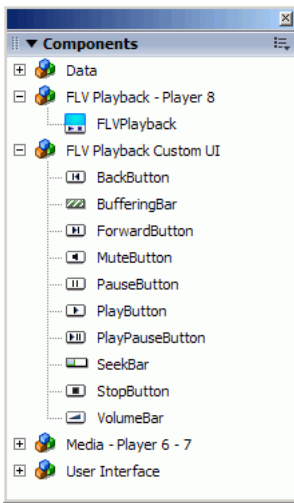 Components
Data
FLV Playback - Player 8
FLVPlayback
FLV Playback Custom UI
BackButton
BufferingBar
ForwardButton
MuteButton
PauseButton
PlayButton
PlayPauseButton
SeekBar
StopButton
VolumeBar
Media - Player 6 - 7
User Interface